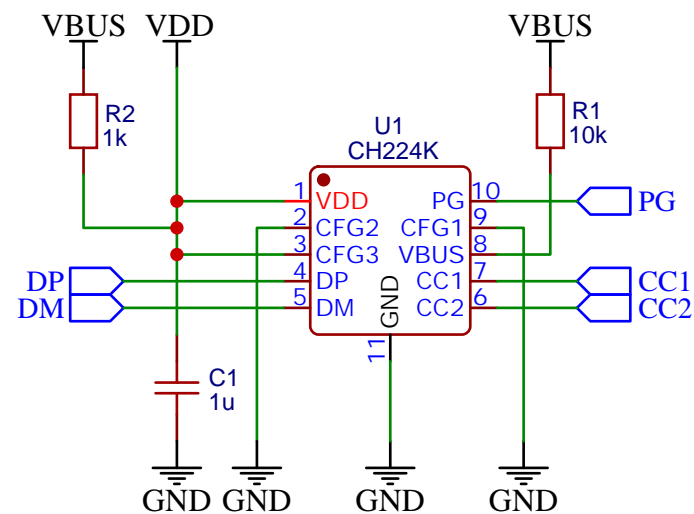 VBUS VDD VBUS
R2
1k
R1
10k
U1
CH224K
1 VDD PG 10 PG
2 CFG2 CFG1 9
3 CFG3 VBUS 8
DP 4 DP CC1 7 CC1
DM 5 DM CC2 6 CC2
GND
11
C1
1u
GND GND GND GND